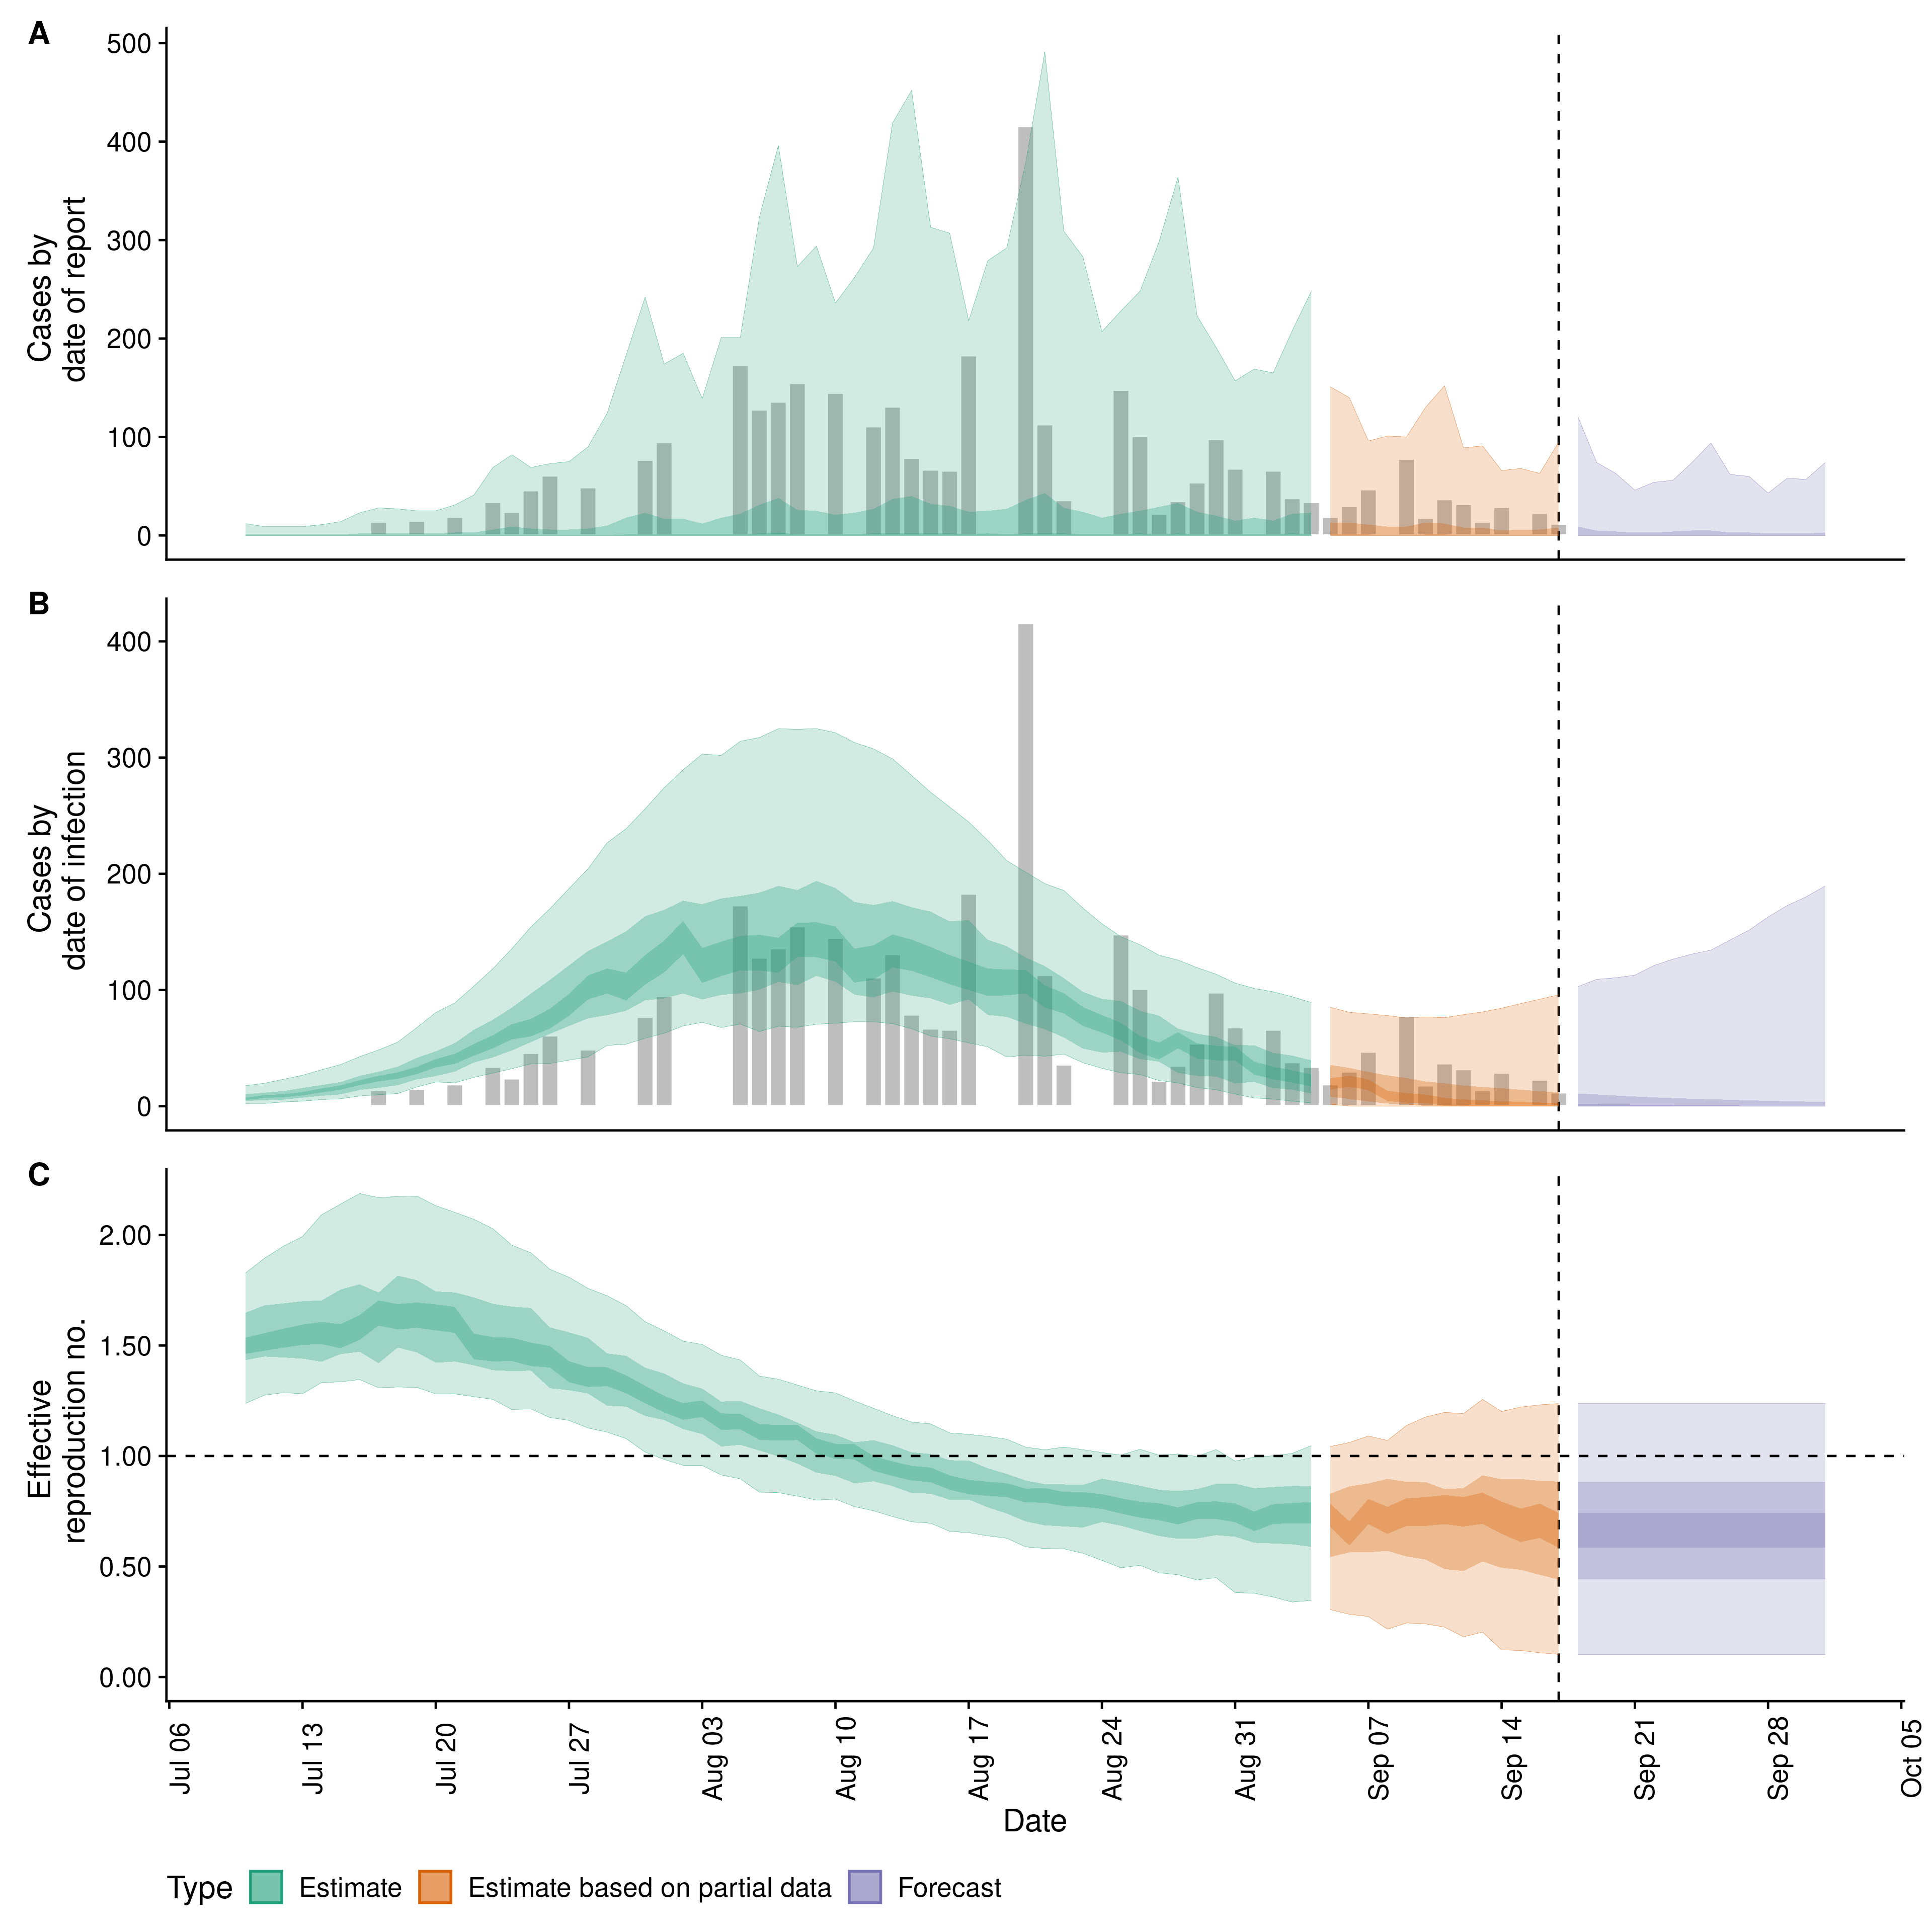 A
Cases by
date of report
500
400
300
200
100
0
B
Cases by
date of infection
400
300
200
100
0
C
Effective
reproduction no.
2.00
1.50
1.00
0.50
0.00
Jul 06
Jul 13
Jul 20
Jul 27
Aug 03
Aug 10
Aug 17
Aug 24
Aug 31
Sep 07
Sep 14
Sep 21
Sep 28
Oct 05
Date
Type Estimate Estimate based on partial data Forecast